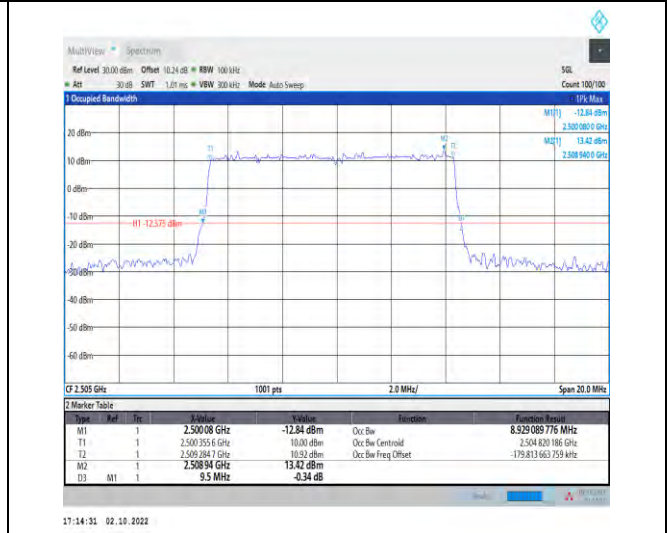 MultiView Spectrum
Ref Level 30.00 dBm Offset 10.24 dB RBW 100 kHz SGL
Att 30 dB SWT 1.01 ms VBW 300 kHz Mode Auto Sweep Count 100/100
1 Occupied Bandwidth 1Pk Max
M1[1] -12.84 dBm
2.500 080 0 GHz
M2[1] 13.42 dBm
2.508 940 0 GHz
M2
T1
T2
20 dBm
10 dBm
0 dBm
M1
-10 dBm
H1 -12.575 dBm
-20 dBm
-30 dBm
-40 dBm
-50 dBm
-60 dBm
CF 2.505 GHz 1001 pts 2.0 MHz/ Span 20.0 MHz
2 Marker Table
Type Ref Trc X-Value Y-Value Function Function Result
M1 1 2.500 08 GHz -12.84 dBm Occ Bw 8.929 089 776 MHz
T1 1 2.500 355 6 GHz 10.00 dBm Occ Bw Centroid 2.504 820 186 GHz
T2 1 2.509 284 7 GHz 10.92 dBm Occ Bw Freq Offset -179.813 663 759 kHz
M2 1 2.508 94 GHz 13.42 dBm
D3 M1 1 9.5 MHz -0.34 dB
17:14:31 02.10.2022